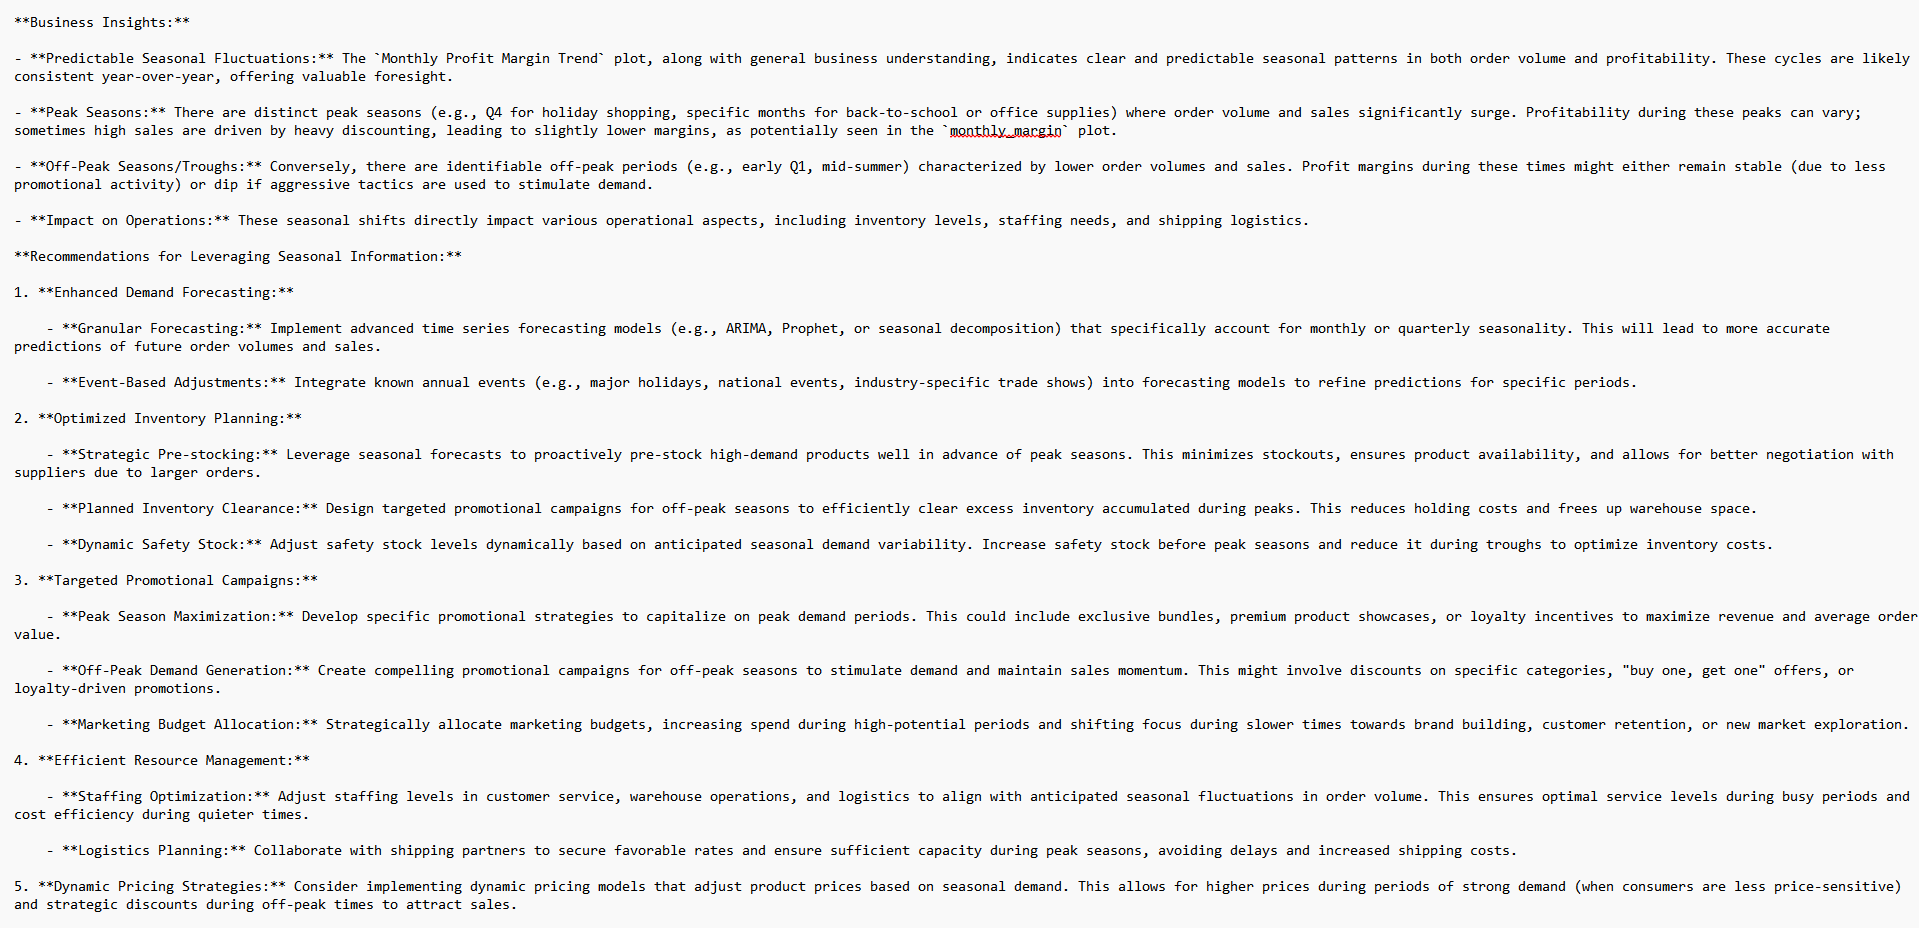 **Business Insights:**
- **Predictable Seasonal Fluctuations:** The `Monthly Profit Margin Trend` plot, along with general business understanding, indicates clear and predictable seasonal patterns in both order volume and profitability. These cycles are likely
consistent year-over-year, offering valuable foresight.
- **Peak Seasons:** There are distinct peak seasons (e.g., Q4 for holiday shopping, specific months for back-to-school or office supplies) where order volume and sales significantly surge. Profitability during these peaks can vary;
sometimes high sales are driven by heavy discounting, leading to slightly lower margins, as potentially seen in the `monthly_margin` plot.
- **Off-Peak Seasons/Troughs:** Conversely, there are identifiable off-peak periods (e.g., early Q1, mid-summer) characterized by lower order volumes and sales. Profit margins during these times might either remain stable (due to less
promotional activity) or dip if aggressive tactics are used to stimulate demand.
- **Impact on Operations:** These seasonal shifts directly impact various operational aspects, including inventory levels, staffing needs, and shipping logistics.
**Recommendations for Leveraging Seasonal Information:**
1. **Enhanced Demand Forecasting:**
- **Granular Forecasting:** Implement advanced time series forecasting models (e.g., ARIMA, Prophet, or seasonal decomposition) that specifically account for monthly or quarterly seasonality. This will lead to more accurate
predictions of future order volumes and sales.
- **Event-Based Adjustments:** Integrate known annual events (e.g., major holidays, national events, industry-specific trade shows) into forecasting models to refine predictions for specific periods.
2. **Optimized Inventory Planning:**
- **Strategic Pre-stocking:** Leverage seasonal forecasts to proactively pre-stock high-demand products well in advance of peak seasons. This minimizes stockouts, ensures product availability, and allows for better negotiation with
suppliers due to larger orders.
- **Planned Inventory Clearance:** Design targeted promotional campaigns for off-peak seasons to efficiently clear excess inventory accumulated during peaks. This reduces holding costs and frees up warehouse space.
- **Dynamic Safety Stock:** Adjust safety stock levels dynamically based on anticipated seasonal demand variability. Increase safety stock before peak seasons and reduce it during troughs to optimize inventory costs.
3. **Targeted Promotional Campaigns:**
- **Peak Season Maximization:** Develop specific promotional strategies to capitalize on peak demand periods. This could include exclusive bundles, premium product showcases, or loyalty incentives to maximize revenue and average order
value.
- **Off-Peak Demand Generation:** Create compelling promotional campaigns for off-peak seasons to stimulate demand and maintain sales momentum. This might involve discounts on specific categories, "buy one, get one" offers, or
loyalty-driven promotions.
- **Marketing Budget Allocation:** Strategically allocate marketing budgets, increasing spend during high-potential periods and shifting focus during slower times towards brand building, customer retention, or new market exploration.
4. **Efficient Resource Management:**
- **Staffing Optimization:** Adjust staffing levels in customer service, warehouse operations, and logistics to align with anticipated seasonal fluctuations in order volume. This ensures optimal service levels during busy periods and
cost efficiency during quieter times.
- **Logistics Planning:** Collaborate with shipping partners to secure favorable rates and ensure sufficient capacity during peak seasons, avoiding delays and increased shipping costs.
5. **Dynamic Pricing Strategies:** Consider implementing dynamic pricing models that adjust product prices based on seasonal demand. This allows for higher prices during periods of strong demand (when consumers are less price-sensitive)
and strategic discounts during off-peak times to attract sales.